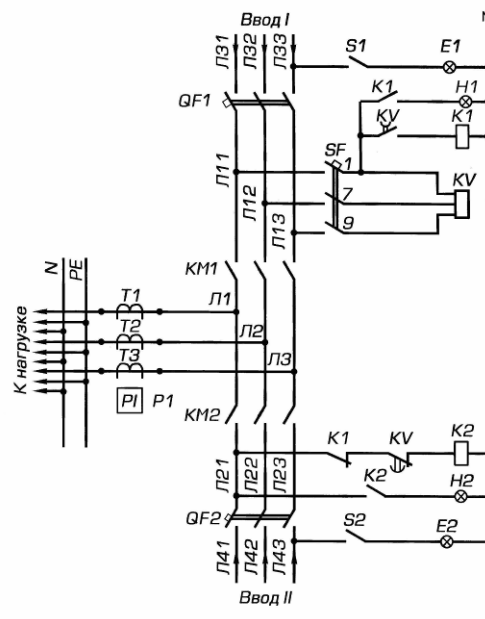 Ввод I
Л31
Л32
Л33
S1
E1
QF1
K1
H1
KV
K1
SF
1
7
9
KV
Л11
Л12
Л13
N
PE
KM1
T1
Л1
T2
Л2
T3
Л3
К нагрузке
PI
P1
KM2
K1
KV
K2
Л21
Л22
Л23
K2
H2
QF2
S2
E2
Л41
Л42
Л43
Ввод II